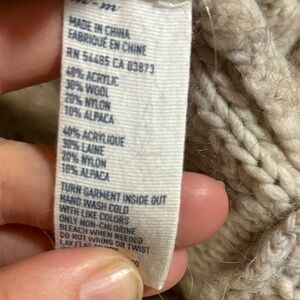 MADE IN CHINA
FABRIQUÉ EN CHINE
RN 54485 CA 03873
40% ACRYLIC
30% WOOL
20% NYLON
10% ALPACA
40% ACRYLIQUE
30% LAINE
20% NYLON
10% ALPACA
TURN GARMENT INSIDE OUT
HAND WASH COLD
WITH LIKE COLORS
ONLY NON-CHLORINE
BLEACH WHEN NEEDED
DO NOT WRING OR TWIST
LAY FLAT TO